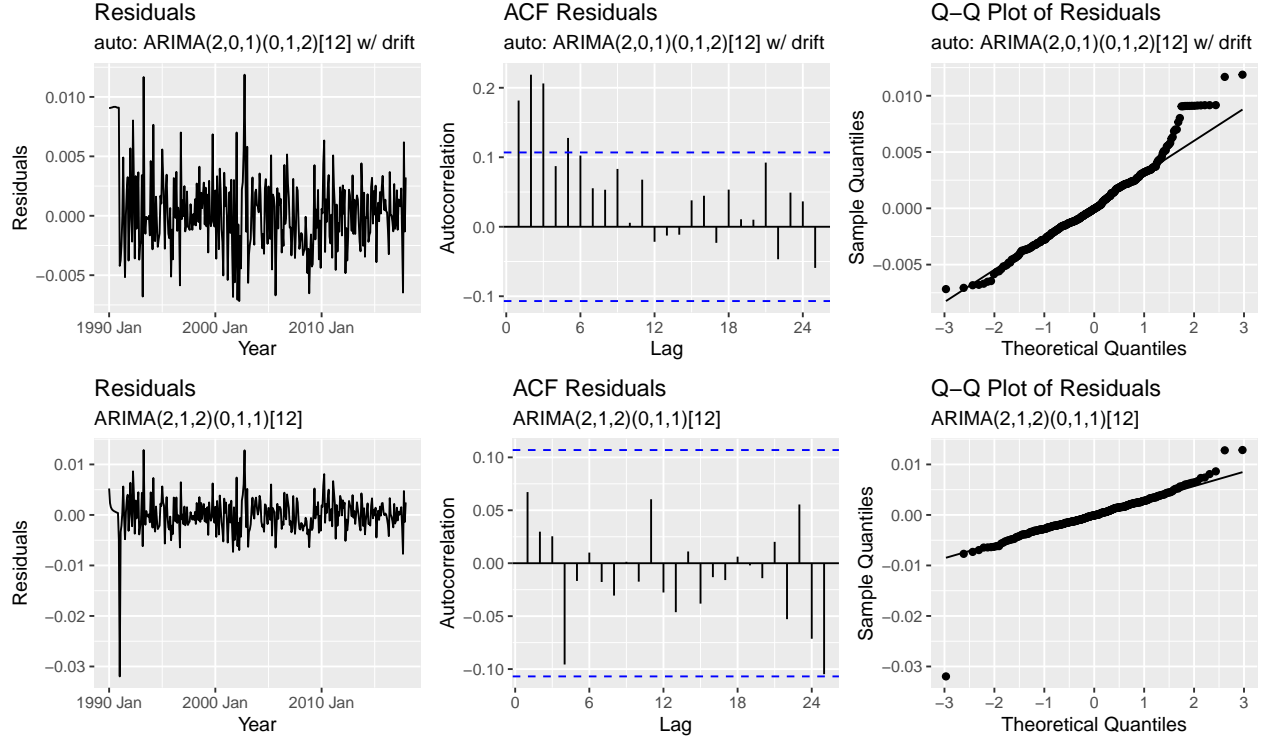 Residuals
auto: ARIMA(2,0,1)(0,1,2)[12] w/ drift
Residuals
0.010
0.005
0.000
−0.005
1990 Jan
2000 Jan
2010 Jan
Year
ACF Residuals
auto: ARIMA(2,0,1)(0,1,2)[12] w/ drift
Autocorrelation
0.2
0.1
0.0
−0.1
0
6
12
18
24
Lag
Q−Q Plot of Residuals
auto: ARIMA(2,0,1)(0,1,2)[12] w/ drift
Sample Quantiles
0.010
0.005
0.000
−0.005
−3
−2
−1
0
1
2
3
Theoretical Quantiles
Residuals
ARIMA(2,1,2)(0,1,1)[12]
Residuals
0.01
0.00
−0.01
−0.02
−0.03
1990 Jan
2000 Jan
2010 Jan
Year
ACF Residuals
ARIMA(2,1,2)(0,1,1)[12]
Autocorrelation
0.10
0.05
0.00
−0.05
−0.10
0
6
12
18
24
Lag
Q−Q Plot of Residuals
ARIMA(2,1,2)(0,1,1)[12]
Sample Quantiles
0.01
0.00
−0.01
−0.02
−0.03
−3
−2
−1
0
1
2
3
Theoretical Quantiles